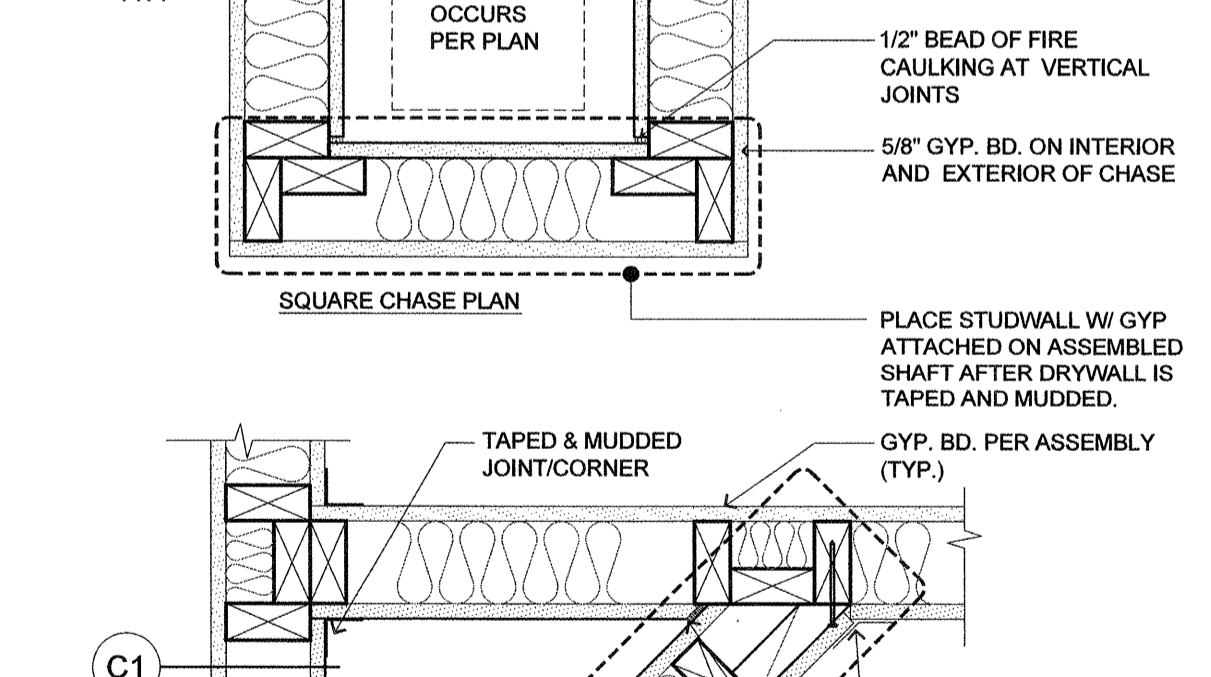 OCCURS
PER PLAN
1/2" BEAD OF FIRE
CAULKING AT VERTICAL
JOINTS
5/8" GYP. BD. ON INTERIOR
AND EXTERIOR OF CHASE
SQUARE CHASE PLAN
PLACE STUDWALL W/ GYP
ATTACHED ON ASSEMBLED
SHAFT AFTER DRYWALL IS
TAPED AND MUDDED.
TAPED & MUDDED
JOINT/CORNER
GYP. BD. PER ASSEMBLY
(TYP.)
C1